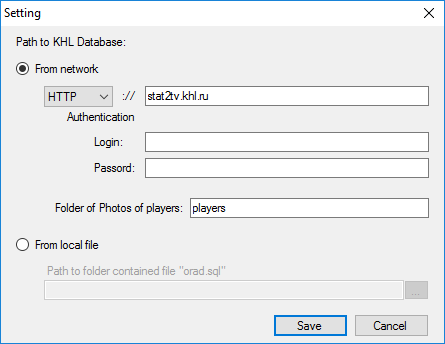 Setting
Path to KHL Database:
From network
HTTP :// stat2tv.khl.ru
Authentication
Login:
Passord:
Folder of Photos of players: players
From local file
Path to folder contained file "orad.sql"
...
Save Cancel